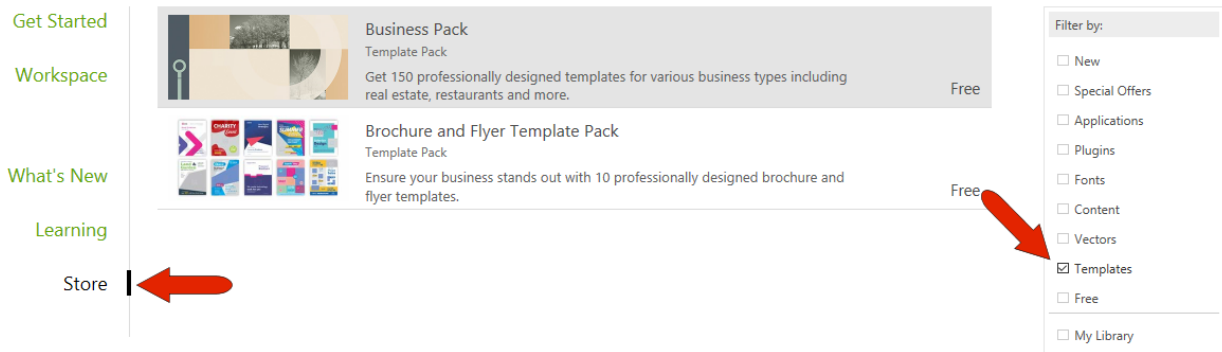 Get Started
Workspace
What's New
Learning
Store
Business Pack
Template Pack
Get 150 professionally designed templates for various business types including
real estate, restaurants and more.
Free
Brochure and Flyer Template Pack
Template Pack
Ensure your business stands out with 10 professionally designed brochure and
flyer templates.
Free
CHARITY
Filter by:
New
Special Offers
Applications
Plugins
Fonts
Content
Vectors
Templates
Free
My Library